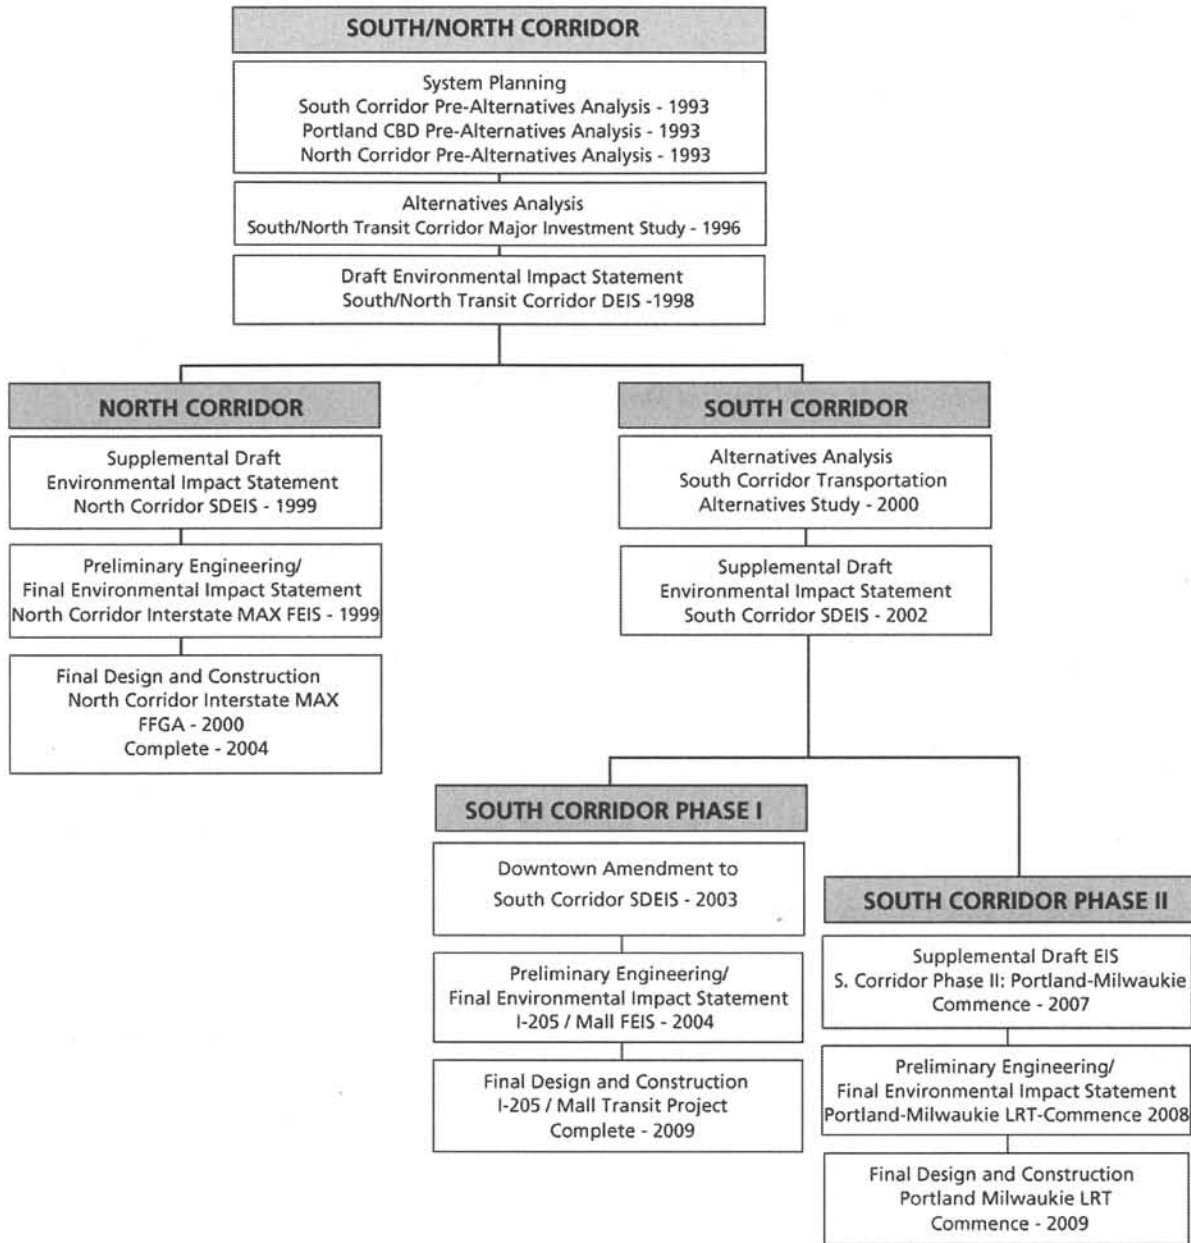 SOUTH/NORTH CORRIDOR
System Planning
South Corridor Pre-Alternatives Analysis - 1993
Portland CBD Pre-Alternatives Analysis - 1993
North Corridor Pre-Alternatives Analysis - 1993
Alternatives Analysis
South/North Transit Corridor Major Investment Study - 1996
Draft Environmental Impact Statement
South/North Transit Corridor DEIS -1998
NORTH CORRIDOR
Supplemental Draft
Environmental Impact Statement
North Corridor SDEIS - 1999
Preliminary Engineering/
Final Environmental Impact Statement
North Corridor Interstate MAX FEIS - 1999
Final Design and Construction
North Corridor Interstate MAX
FFGA - 2000
Complete - 2004
SOUTH CORRIDOR
Alternatives Analysis
South Corridor Transportation
Alternatives Study - 2000
Supplemental Draft
Environmental Impact Statement
South Corridor SDEIS - 2002
SOUTH CORRIDOR PHASE I
Downtown Amendment to
South Corridor SDEIS - 2003
Preliminary Engineering/
Final Environmental Impact Statement
I-205 / Mall FEIS - 2004
Final Design and Construction
I-205 / Mall Transit Project
Complete - 2009
SOUTH CORRIDOR PHASE II
Supplemental Draft EIS
S. Corridor Phase II: Portland-Milwaukie
Commence - 2007
Preliminary Engineering/
Final Environmental Impact Statement
Portland-Milwaukie LRT-Commence 2008
Final Design and Construction
Portland Milwaukie LRT
Commence - 2009